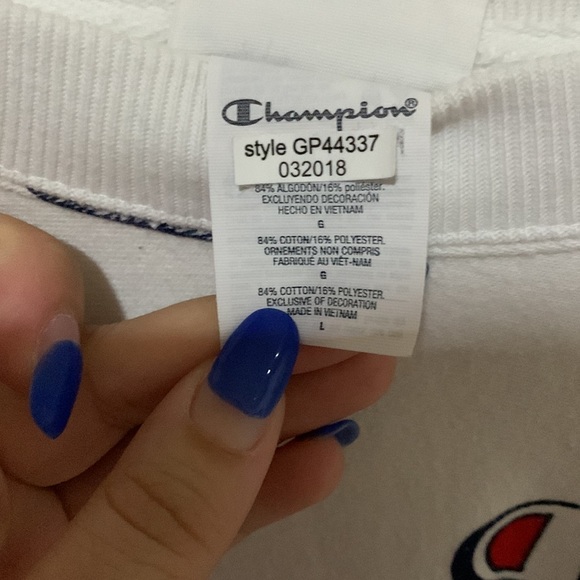 Champion®
style GP44337
032018
84% ALGODÓN/16% poliéster.
EXCLUYENDO DECORACIÓN
HECHO EN VIETNAM
G
84% COTON/16% POLYESTER.
ORNEMENTS NON COMPRIS
FABRIQUÉ AU VIÊT-NAM
G
84% COTTON/16% POLYESTER.
EXCLUSIVE OF DECORATION
MADE IN VIETNAM
L